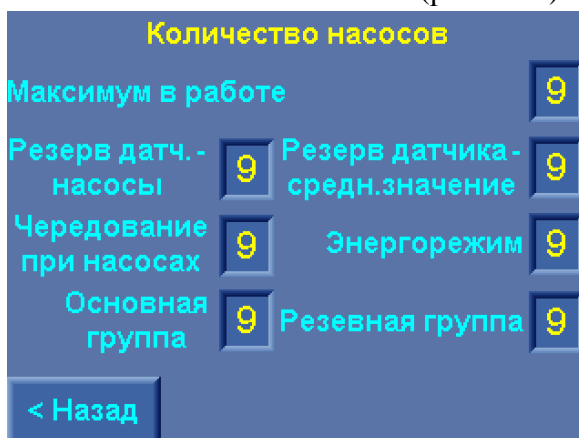 Количество насосов
Максимум в работе 9
Резерв датч.- 9 Резерв датчика- 9
насосы средн.значение
Чередование 9 Энергорежим 9
при насосах
Основная 9 Резевная группа 9
группа
< Назад